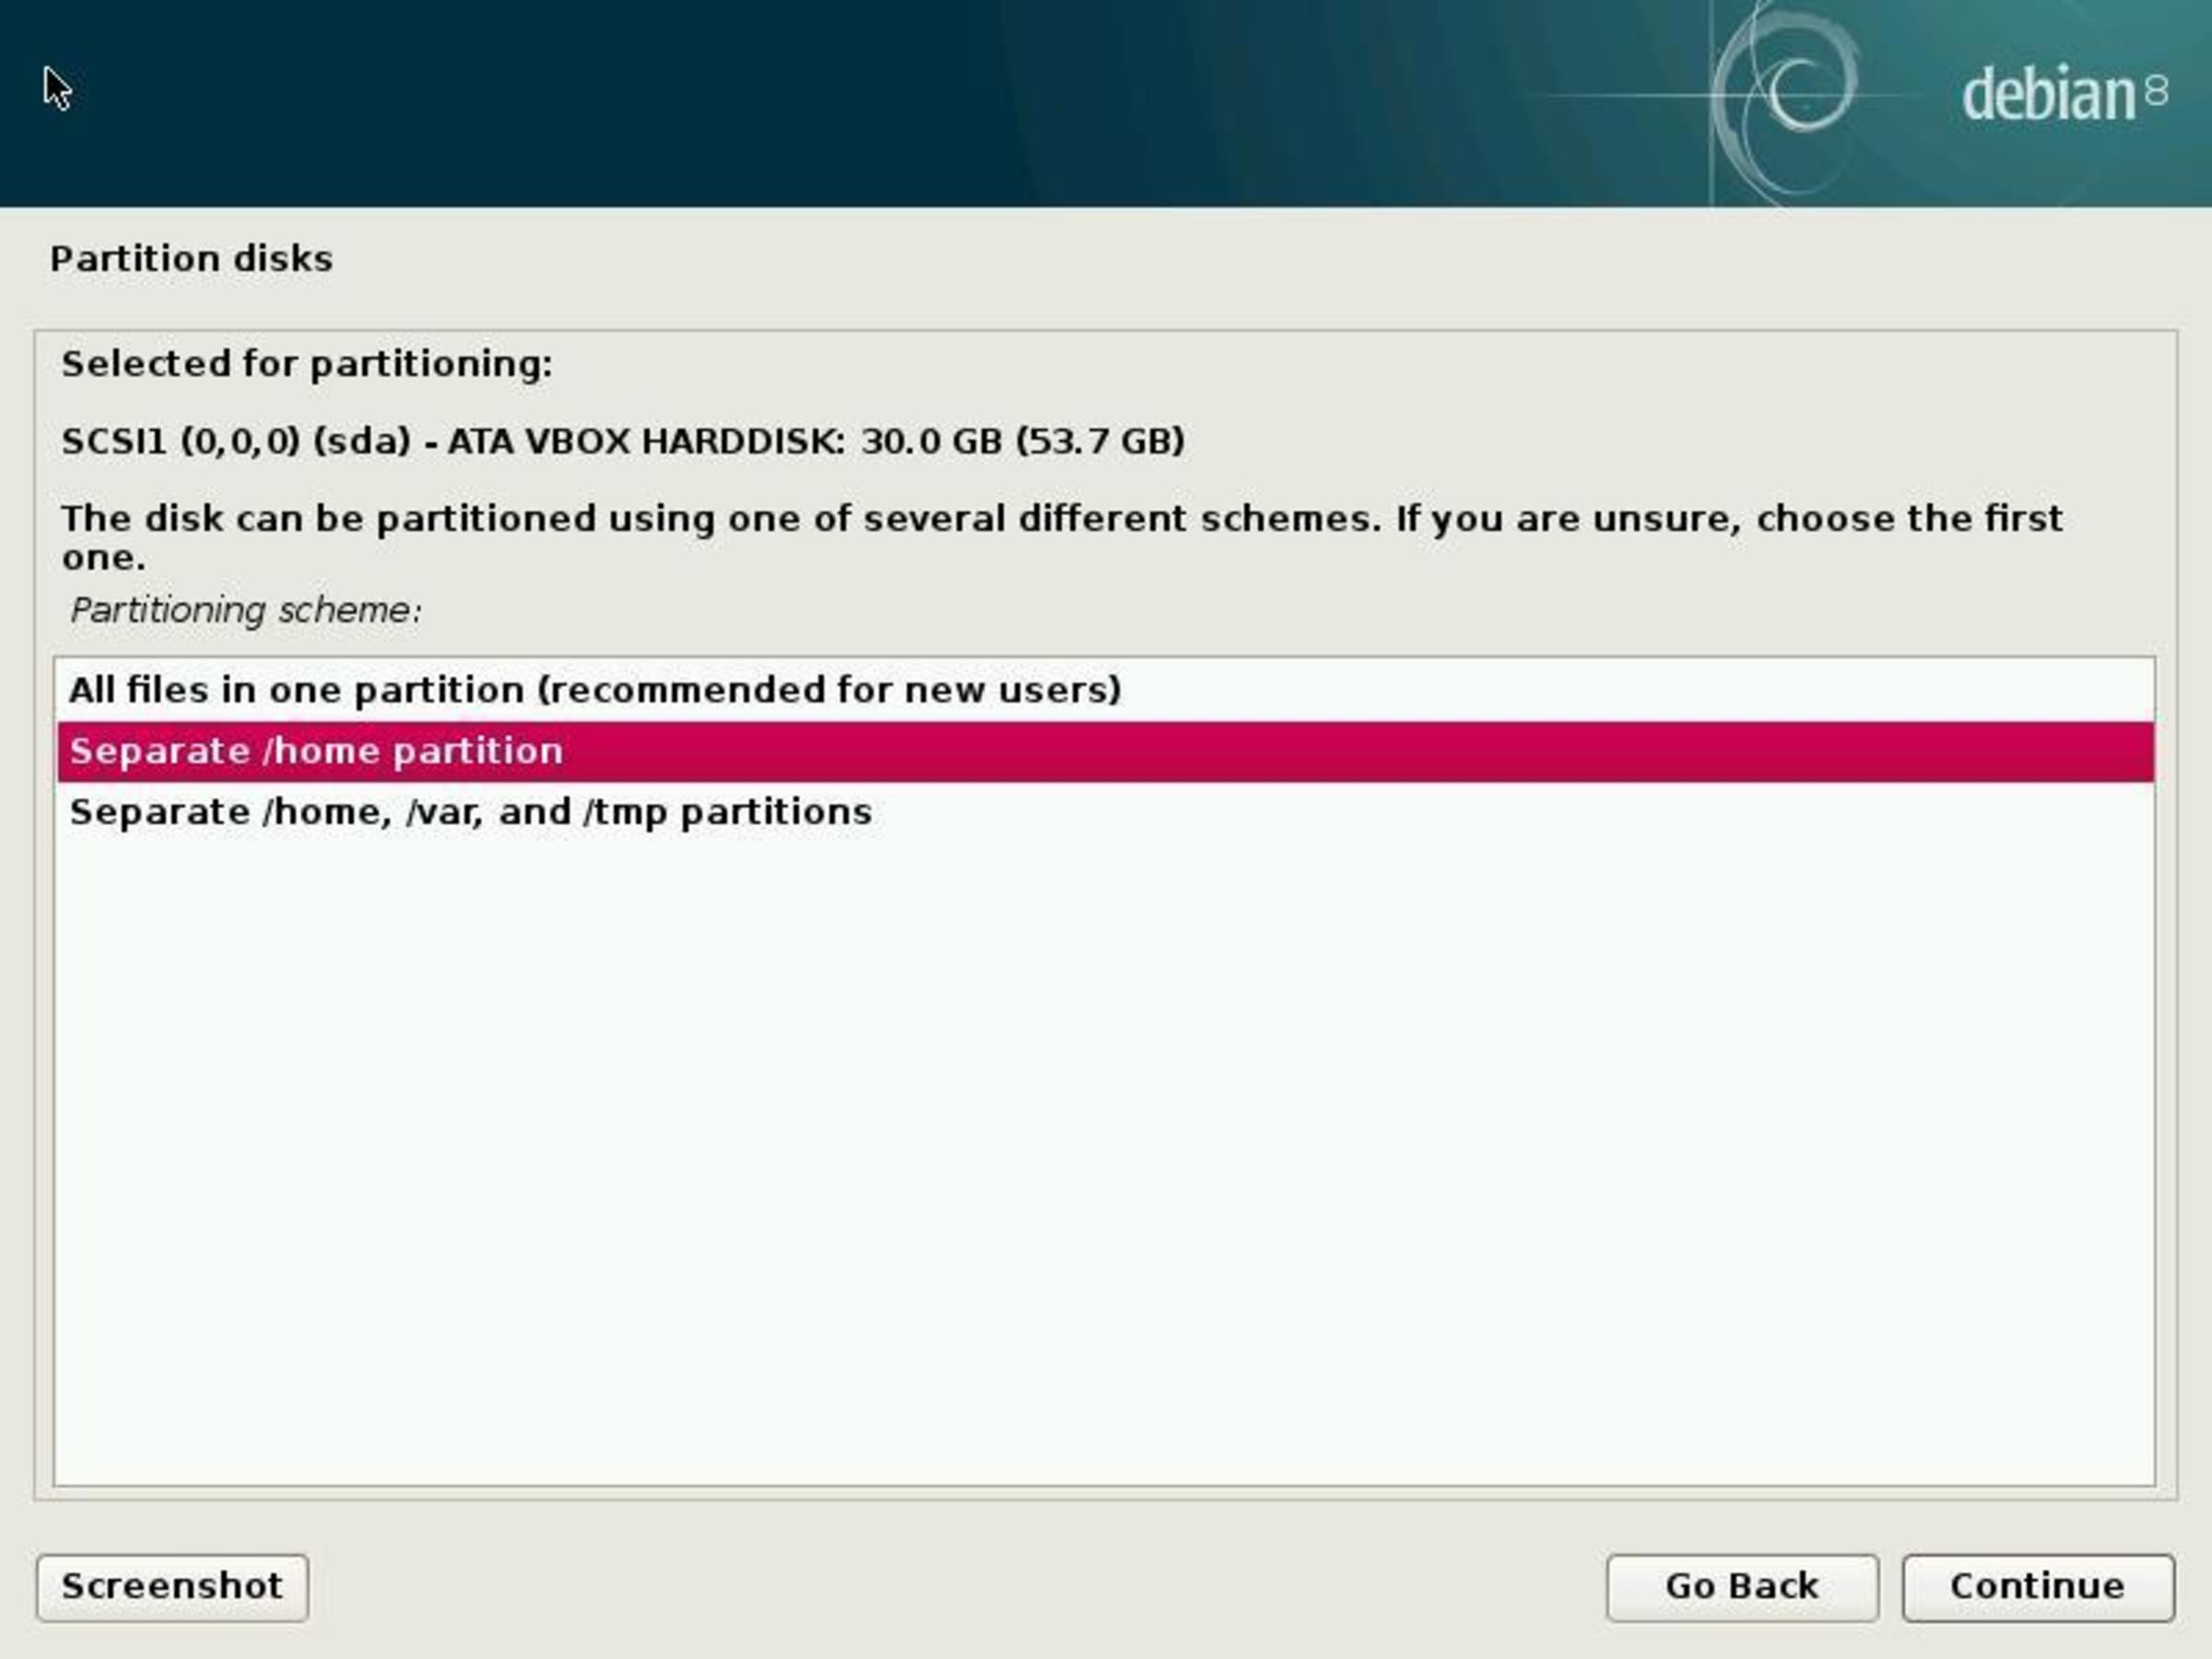 debian 8
Partition disks
Selected for partitioning:
SCSI1 (0,0,0) (sda) - ATA VBOX HARDDISK: 30.0 GB (53.7 GB)
The disk can be partitioned using one of several different schemes. If you are unsure, choose the first
one.
Partitioning scheme:
All files in one partition (recommended for new users)
Separate /home partition
Separate /home, /var, and /tmp partitions
Screenshot
Go Back
Continue